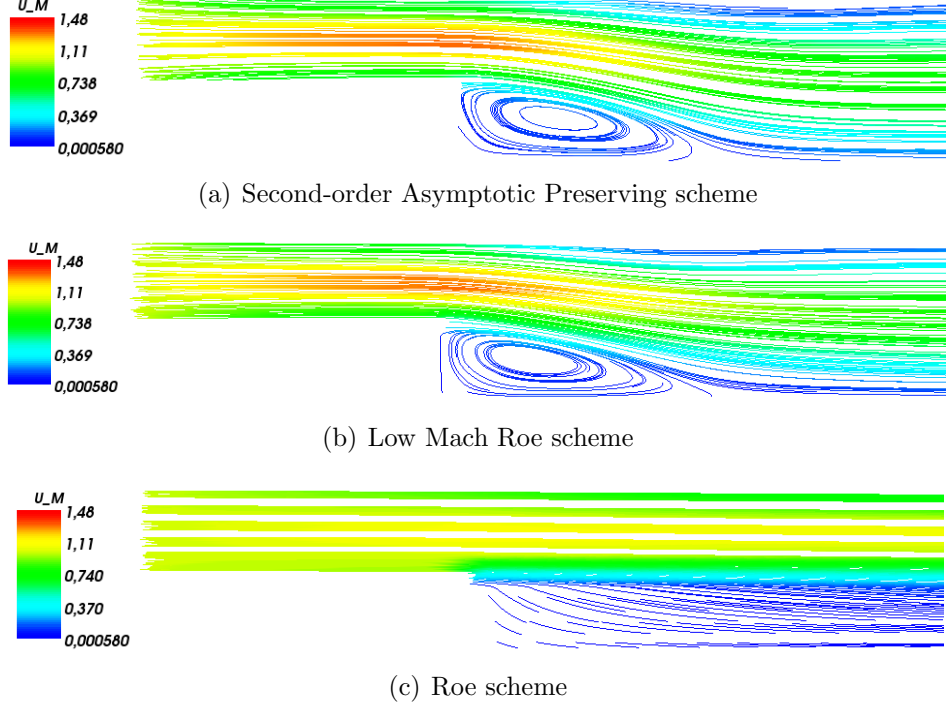 U_M
1,48
1,11
0,738
0,369
0,000580
(a) Second-order Asymptotic Preserving scheme
U_M
1,48
1,11
0,738
0,369
0,000580
(b) Low Mach Roe scheme
U_M
1,48
1,11
0,740
0,370
0,000580
(c) Roe scheme